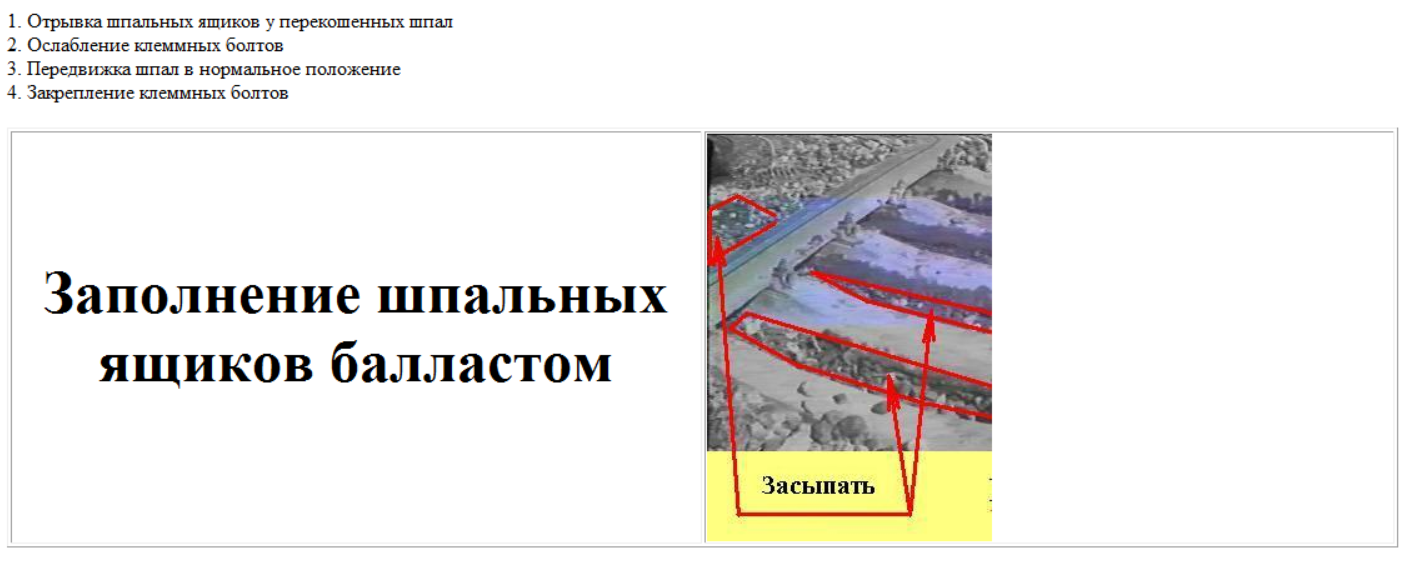 1. Отрывка шпальных ящиков у перекошенных шпал
2. Ослабление клеммных болтов
3. Передвижка шпал в нормальное положение
4. Закрепление клеммных болтов
Заполнение шпальных
ящиков балластом
Засыпать